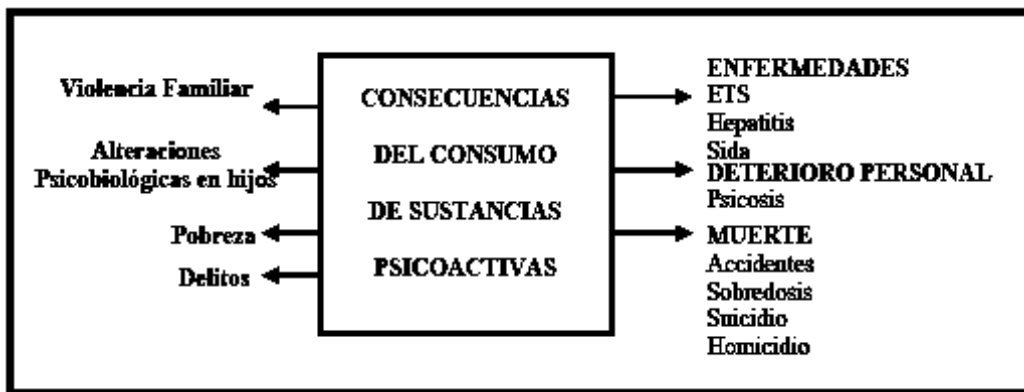 Violencia Familiar
Alteraciones
Psicobiológicas en hijos
Pobreza
Delitos
CONSECUENCIAS
DEL CONSUMO
DE SUSTANCIAS
PSICOACTIVAS
ENFERMEDADES
ETS
Hepatitis
Sida
DETERIORO PERSONAL
Psicosis
MUERTE
Accidentes
Sobredosis
Suicidio
Homicidio